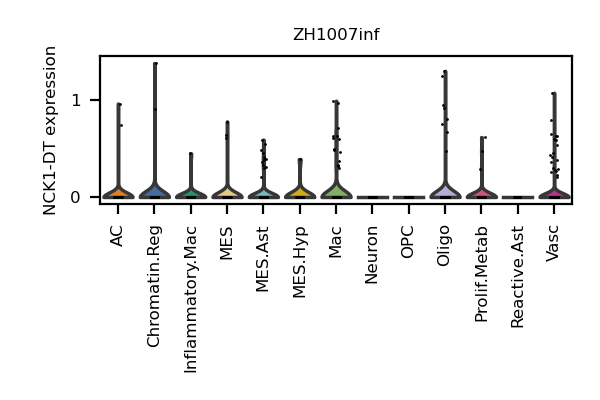 ZH1007inf
NCK1-DT expression
1
0
AC
Chromatin.Reg
Inflammatory.Mac
MES
MES.Ast
MES.Hyp
Mac
Neuron
OPC
Oligo
Prolif.Metab
Reactive.Ast
Vasc